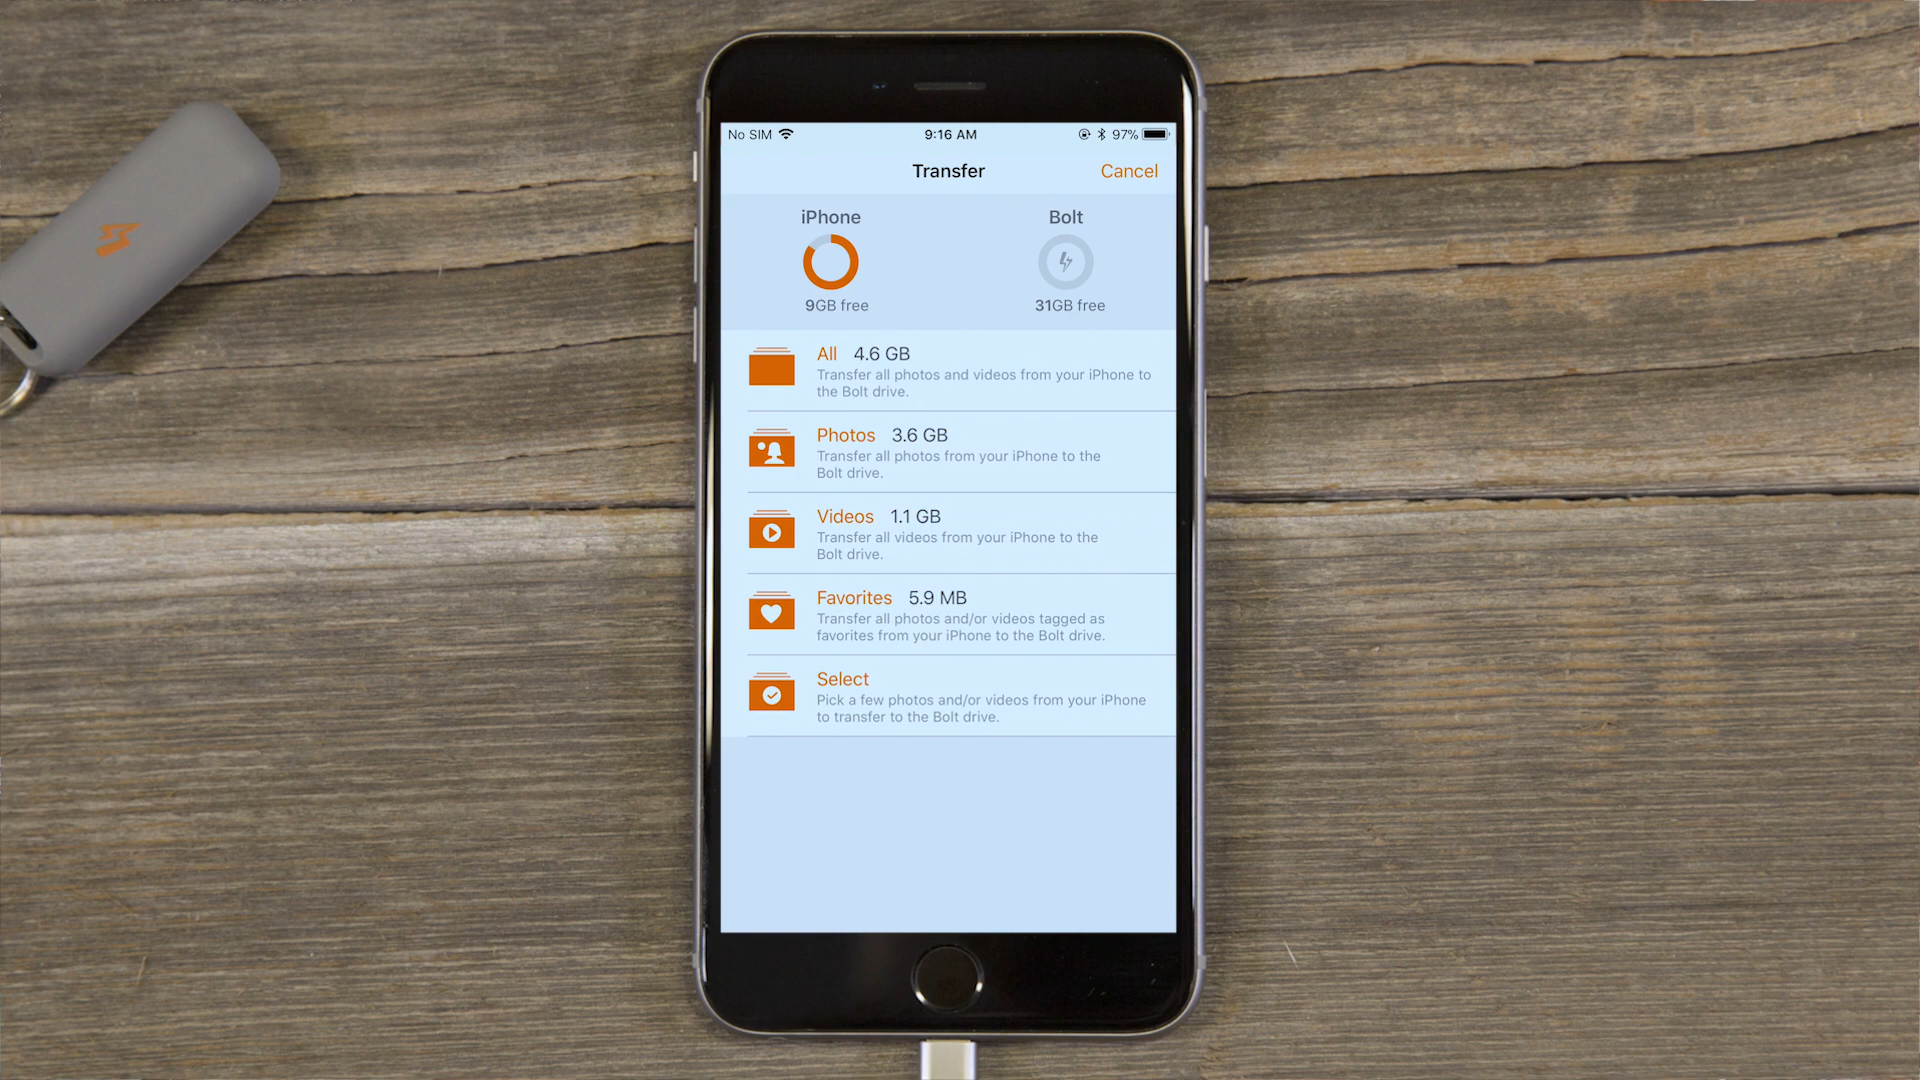 No SIM 9:16 AM 97%
Transfer Cancel
iPhone Bolt
9GB free 31GB free
All 4.6 GB
Transfer all photos and videos from your iPhone to
the Bolt drive.
Photos 3.6 GB
Transfer all photos from your iPhone to the
Bolt drive.
Videos 1.1 GB
Transfer all videos from your iPhone to the
Bolt drive.
Favorites 5.9 MB
Transfer all photos and/or videos tagged as
favorites from your iPhone to the Bolt drive.
Select
Pick a few photos and/or videos from your iPhone
to transfer to the Bolt drive.